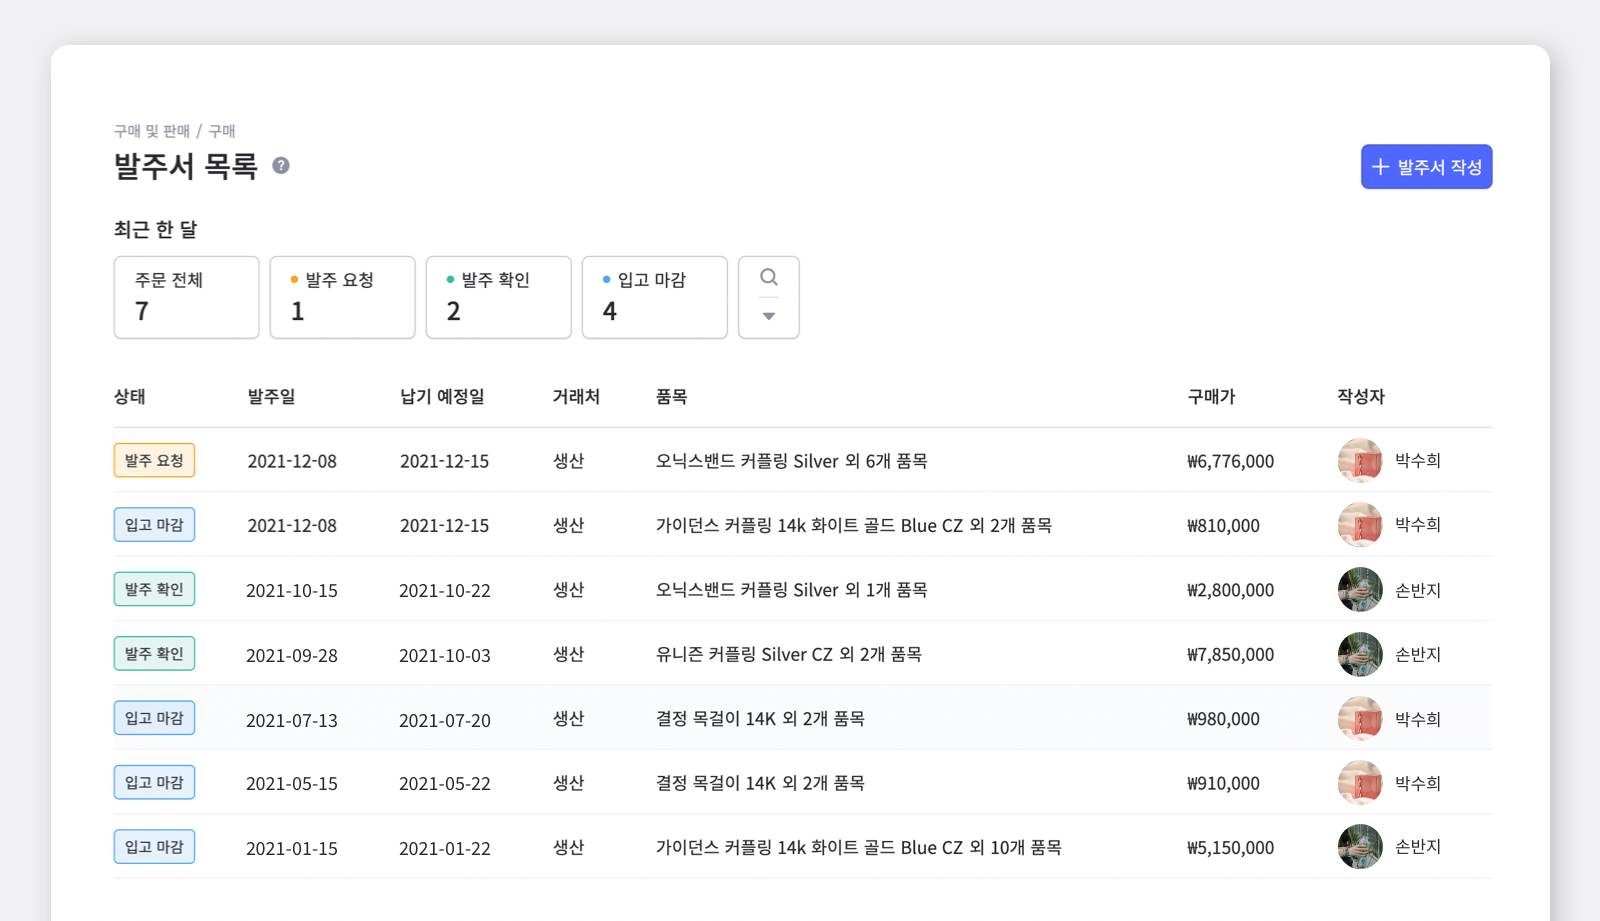 구매 및 판매 / 구매
발주서 목록 ?
+ 발주서 작성
최근 한 달
주문 전체 발주 요청 발주 확인 입고 마감
7 1 2 4
상태 발주일 납기 예정일 거래처 품목 구매가 작성자
발주 요청 2021-12-08 2021-12-15 생산 오닉스밴드 커플링 Silver 외 6개 품목 ₩6,776,000 박수희
입고 마감 2021-12-08 2021-12-15 생산 가이던스 커플링 14k 화이트 골드 Blue CZ 외 2개 품목 ₩810,000 박수희
발주 확인 2021-10-15 2021-10-22 생산 오닉스밴드 커플링 Silver 외 1개 품목 ₩2,800,000 손반지
발주 확인 2021-09-28 2021-10-03 생산 유니즌 커플링 Silver CZ 외 2개 품목 ₩7,850,000 손반지
입고 마감 2021-07-13 2021-07-20 생산 결정 목걸이 14K 외 2개 품목 ₩980,000 박수희
입고 마감 2021-05-15 2021-05-22 생산 결정 목걸이 14K 외 2개 품목 ₩910,000 박수희
입고 마감 2021-01-15 2021-01-22 생산 가이던스 커플링 14k 화이트 골드 Blue CZ 외 10개 품목 ₩5,150,000 손반지